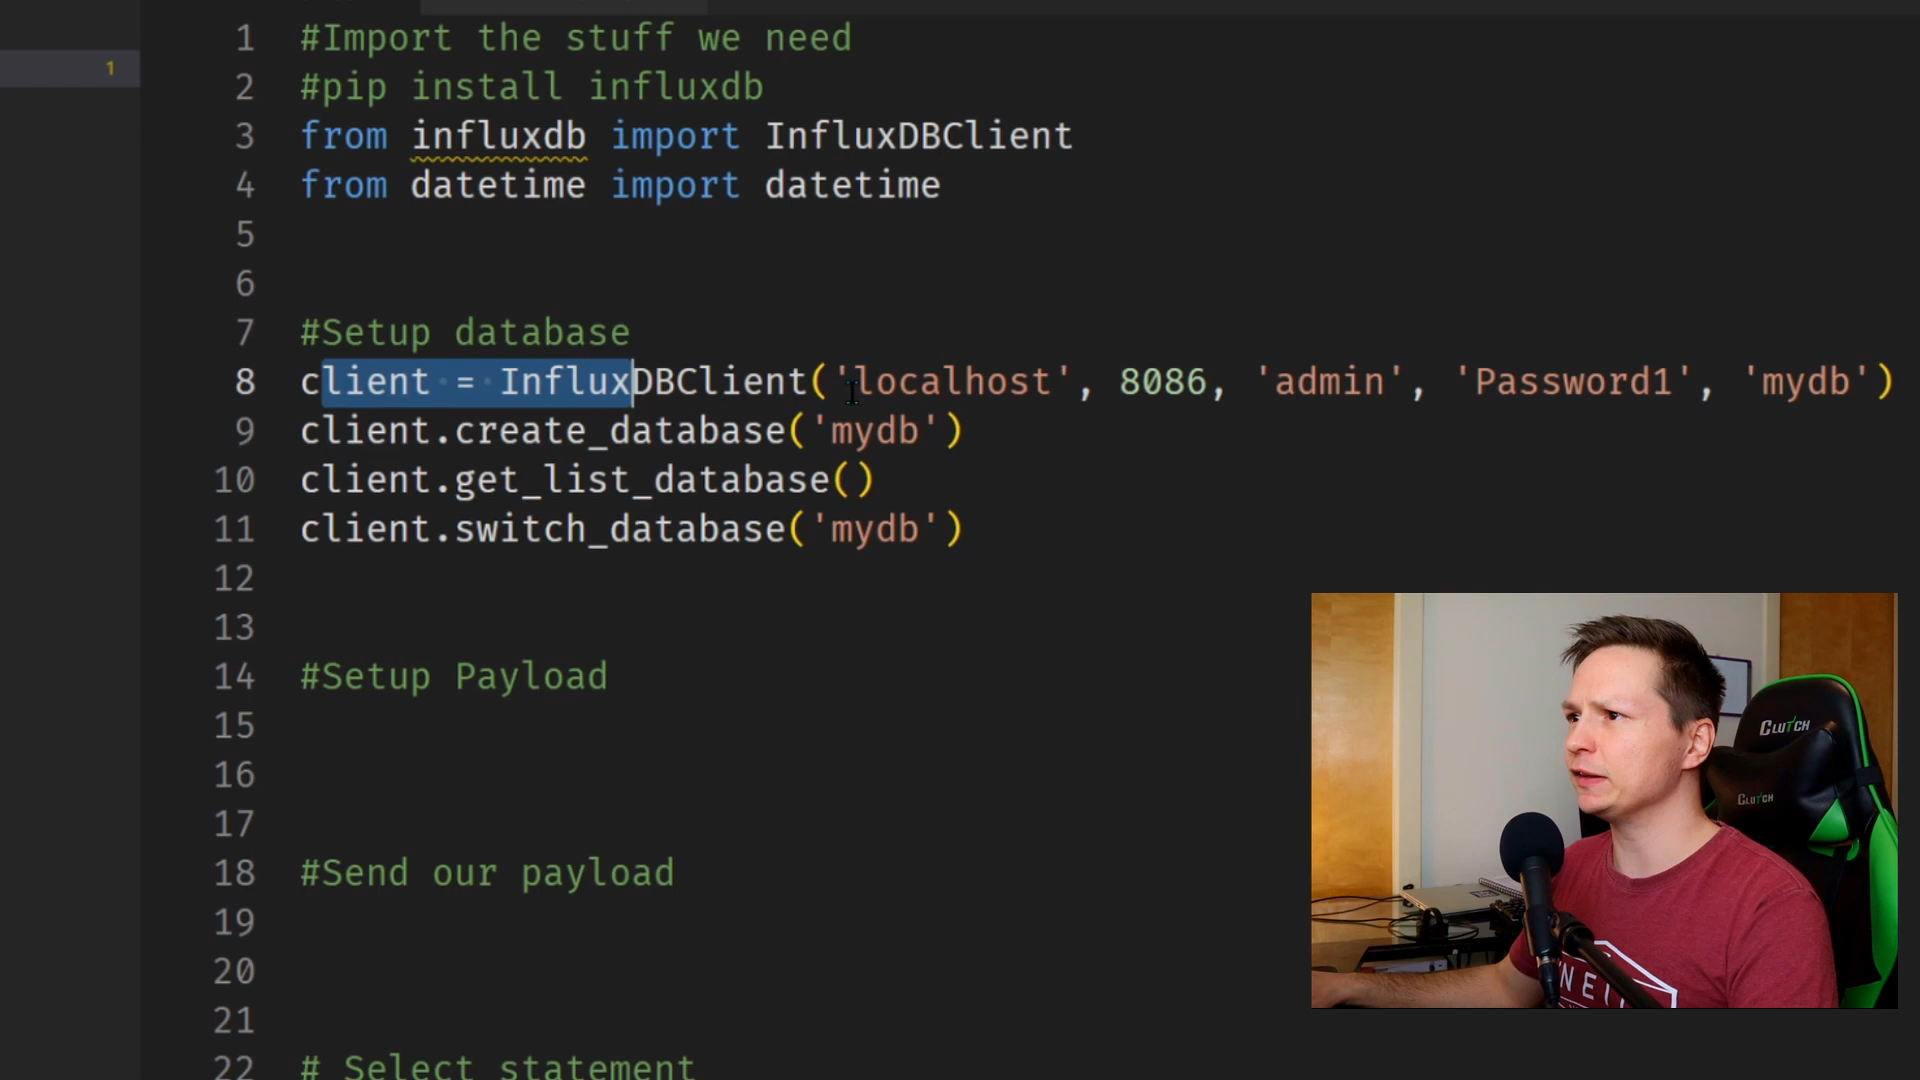 1 #Import the stuff we need
1
2 #pip install influxdb
3 from influxdb import InfluxDBClient
4 from datetime import datetime
5
6
7 #Setup database
8 client = InfluxDBClient('localhost', 8086, 'admin', 'Password1', 'mydb')
9 client.create_database('mydb')
10 client.get_list_database()
11 client.switch_database('mydb')
12
13
14 #Setup Payload
15
16
17
18 #Send our payload
19
20
21
22 # Select statement
CLUTCH
CLUTCH